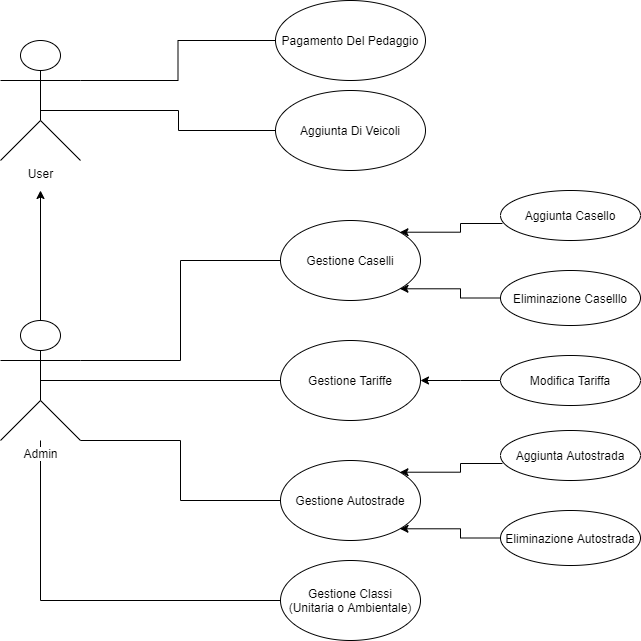 Pagamento Del Pedaggio
Aggiunta Di Veicoli
User
Aggiunta Casello
Gestione Caselli
Eliminazione Caselllo
Gestione Tariffe
Modifica Tariffa
Admin
Aggiunta Autostrada
Gestione Autostrade
Eliminazione Autostrada
Gestione Classi
(Unitaria o Ambientale)